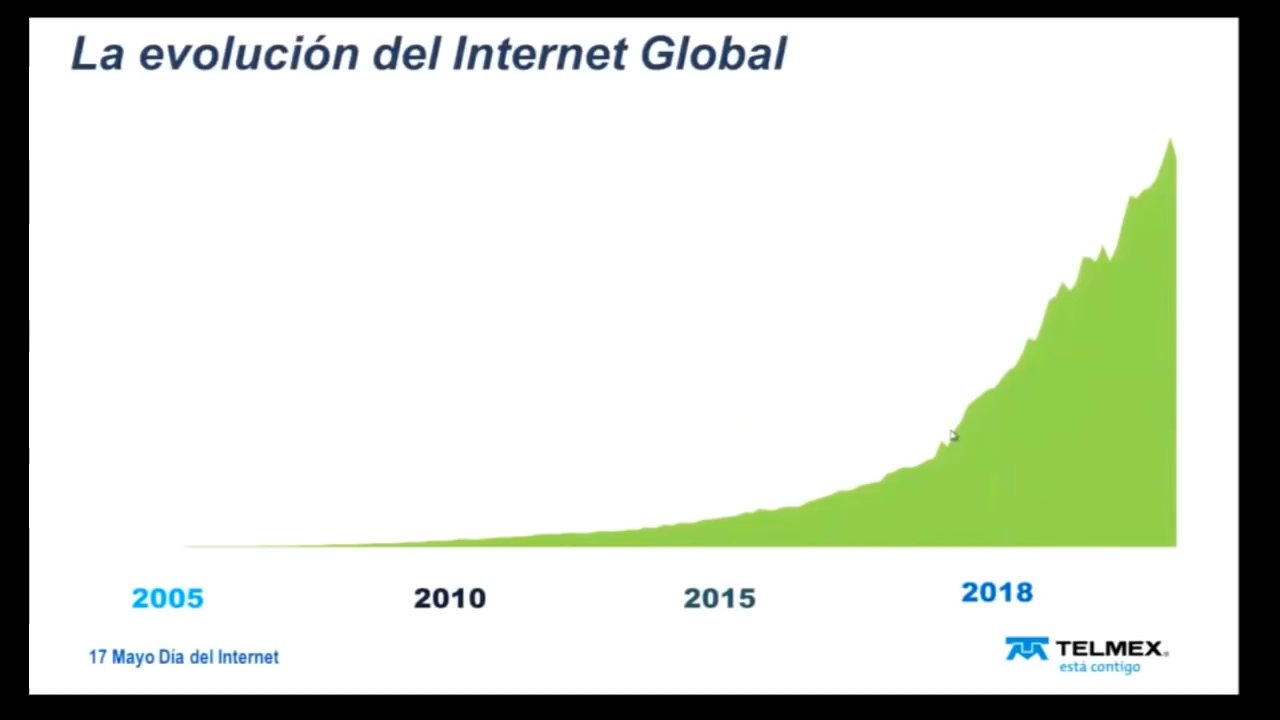 La evolución del Internet Global
2005
2010
2015
2018
17 Mayo Día del Internet
TELMEX®
está contigo